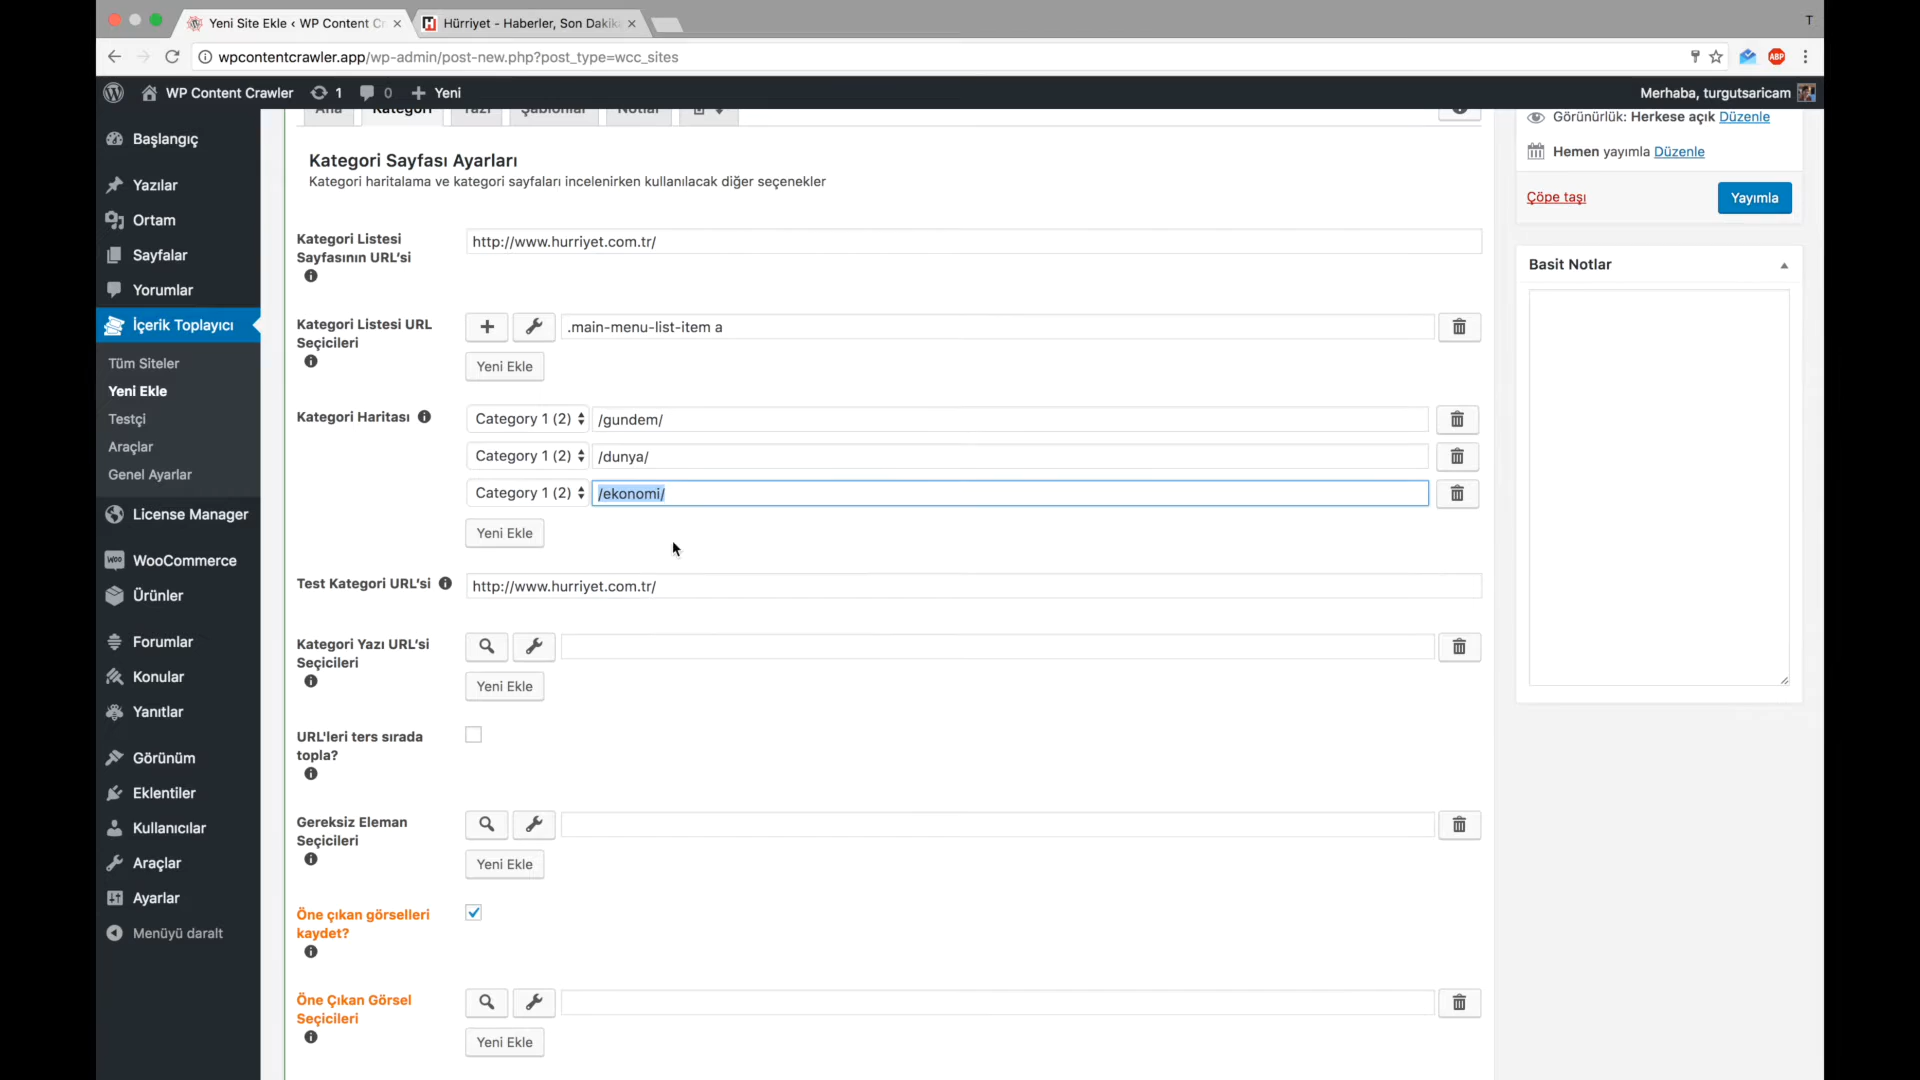 Yeni Site Ekle ‹ WP Content Cr
Hürriyet - Haberler, Son Dakik
T
wpcontentcrawler.app/wp-admin/post-new.php?post_type=wcc_sites
ABP
WP Content Crawler
1
0
Yeni
Merhaba, turgutsaricam
Ana
Kategori
Yazı
Şablonlar
Notlar
Başlangıç
Yazılar
Ortam
Sayfalar
Yorumlar
İçerik Toplayıcı
Tüm Siteler
Yeni Ekle
Testçi
Araçlar
Genel Ayarlar
License Manager
WooCommerce
Ürünler
Forumlar
Konular
Yanıtlar
Görünüm
Eklentiler
Kullanıcılar
Araçlar
Ayarlar
Menüyü daralt
Kategori Sayfası Ayarları
Kategori haritalama ve kategori sayfaları incelenirken kullanılacak diğer seçenekler
Kategori Listesi
Sayfasının URL'si
http://www.hurriyet.com.tr/
Kategori Listesi URL
Seçicileri
.main-menu-list-item a
Yeni Ekle
Kategori Haritası
Category 1 (2)
/gundem/
Category 1 (2)
/dunya/
Category 1 (2)
/ekonomi/
Yeni Ekle
Test Kategori URL'si
http://www.hurriyet.com.tr/
Kategori Yazı URL'si
Seçicileri
Yeni Ekle
URL'leri ters sırada
topla?
Gereksiz Eleman
Seçicileri
Yeni Ekle
Öne çıkan görselleri
kaydet?
Öne Çıkan Görsel
Seçicileri
Yeni Ekle
Görünürlük: Herkese açık Düzenle
Hemen yayımla Düzenle
Çöpe taşı
Yayımla
Basit Notlar